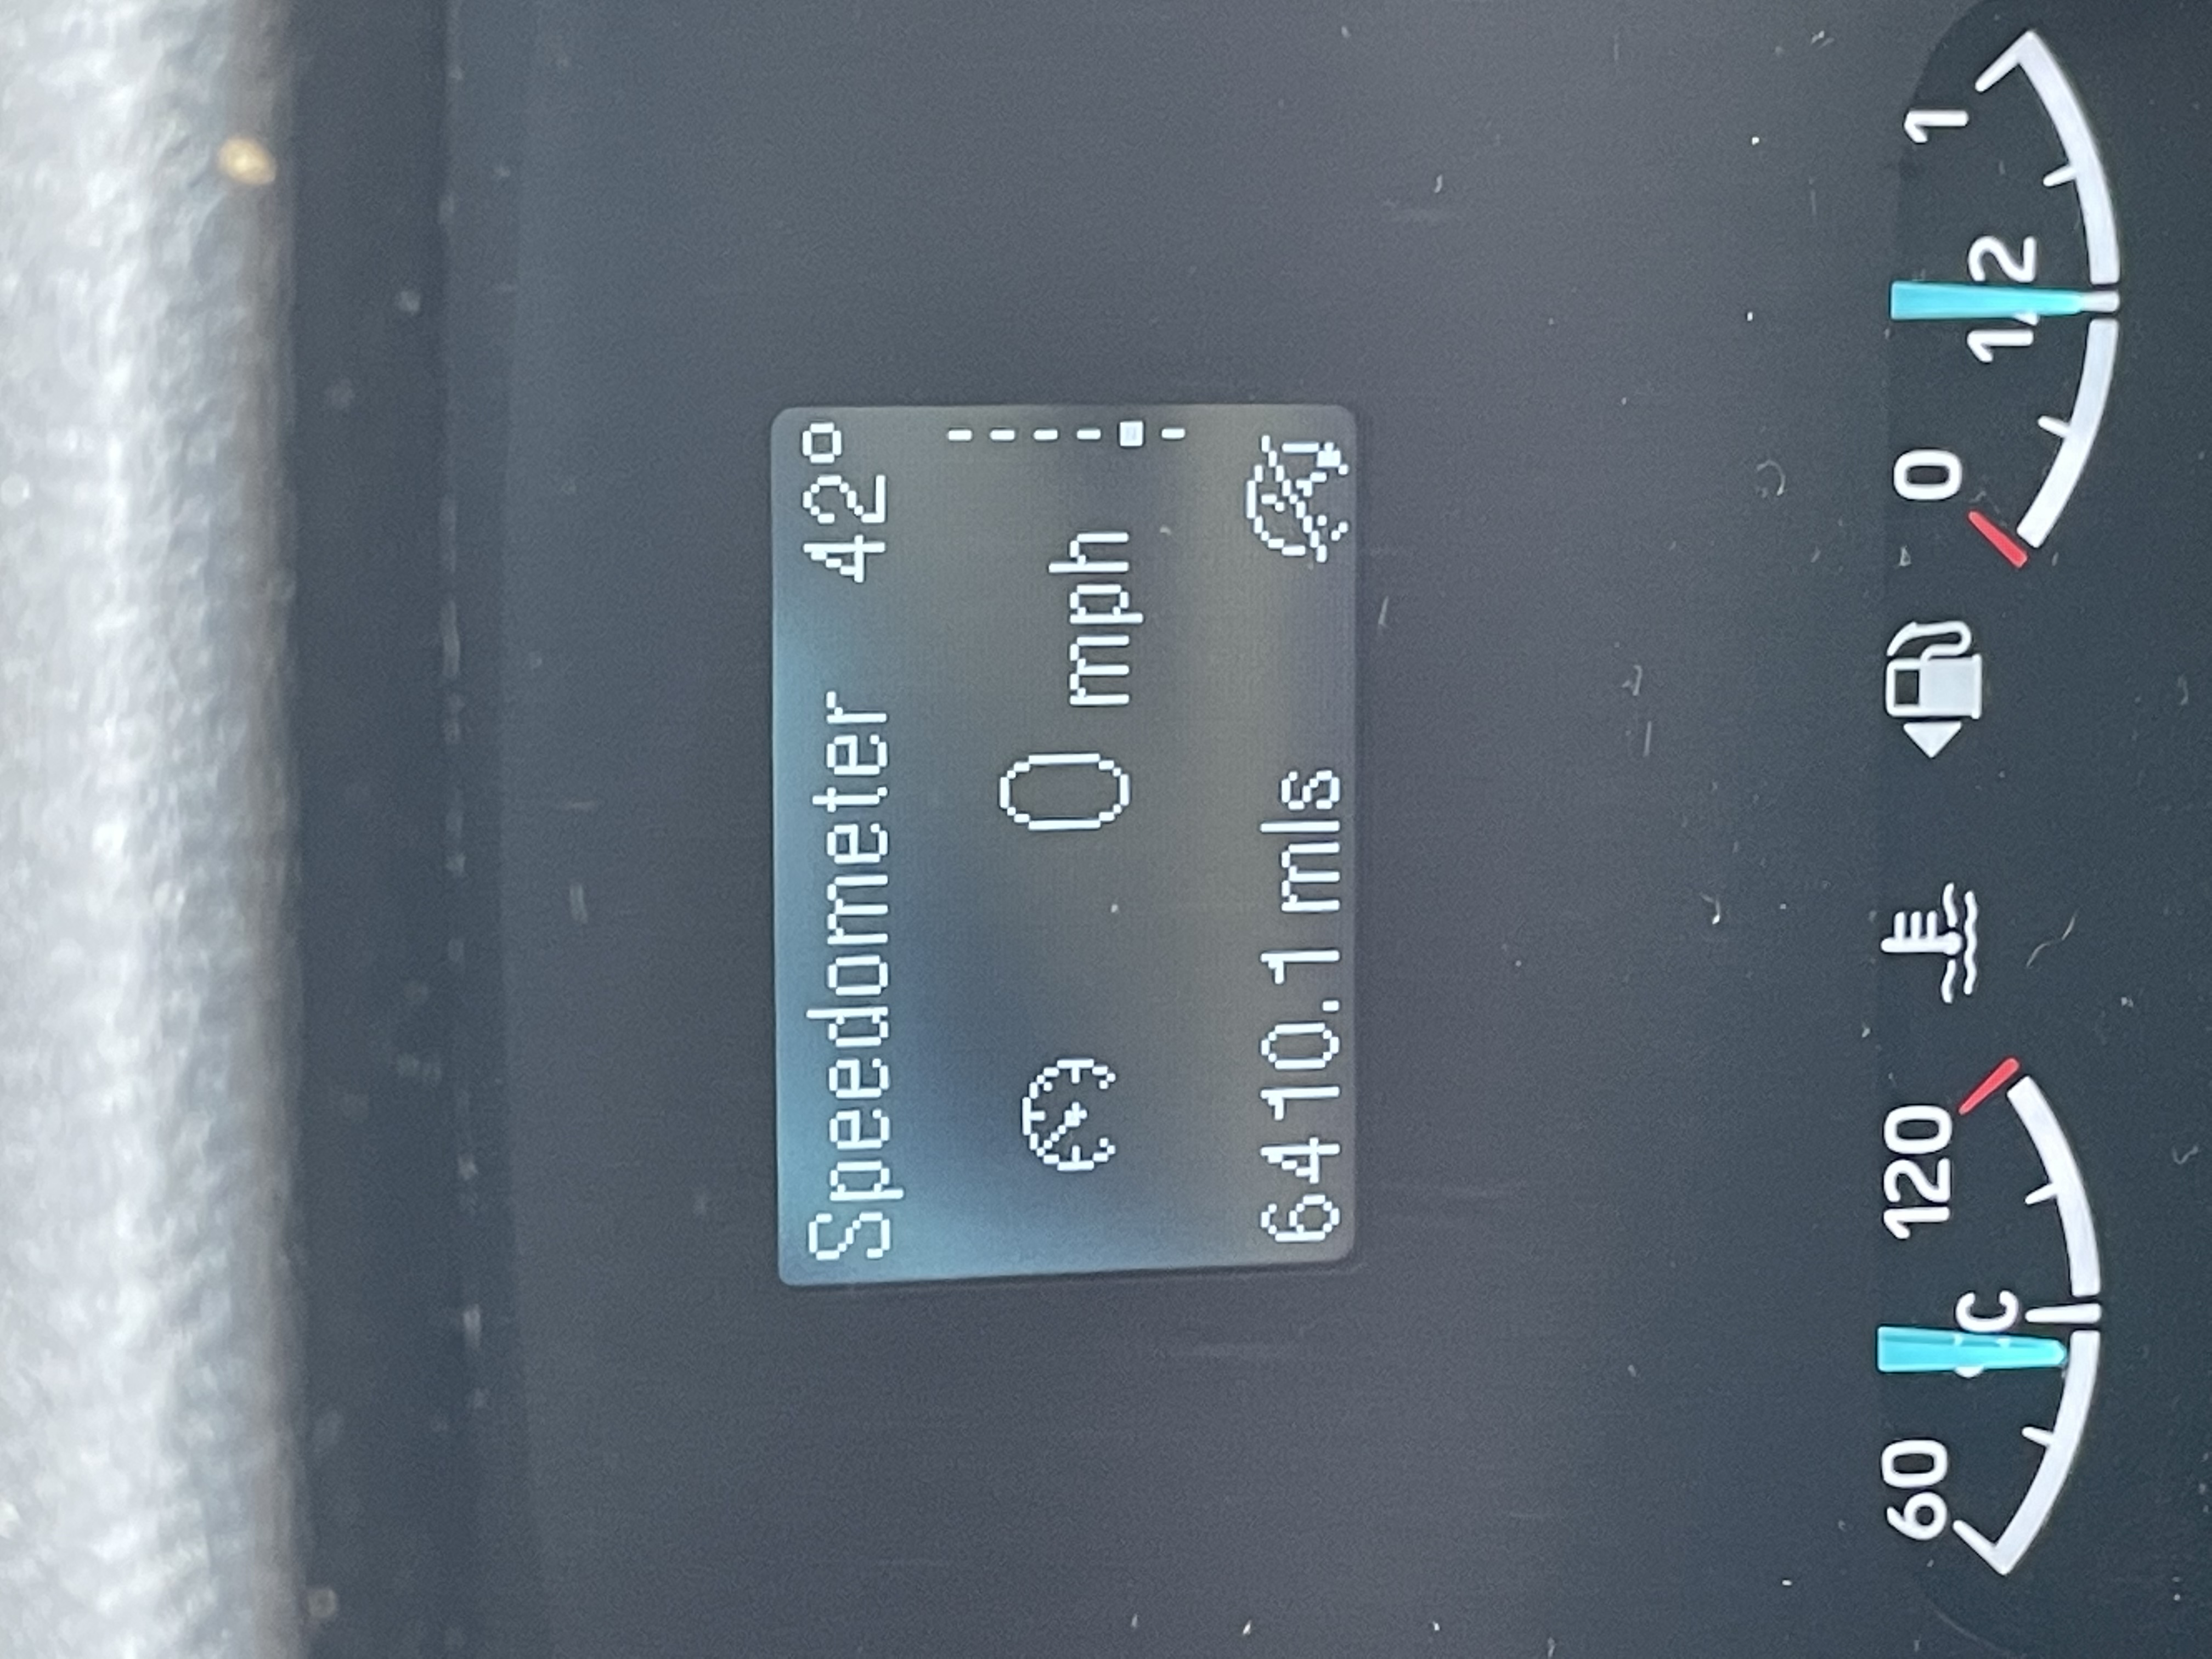 Speedometer 42°
0 mph
6410.1 mls
60 °C 120 0 1/2 1